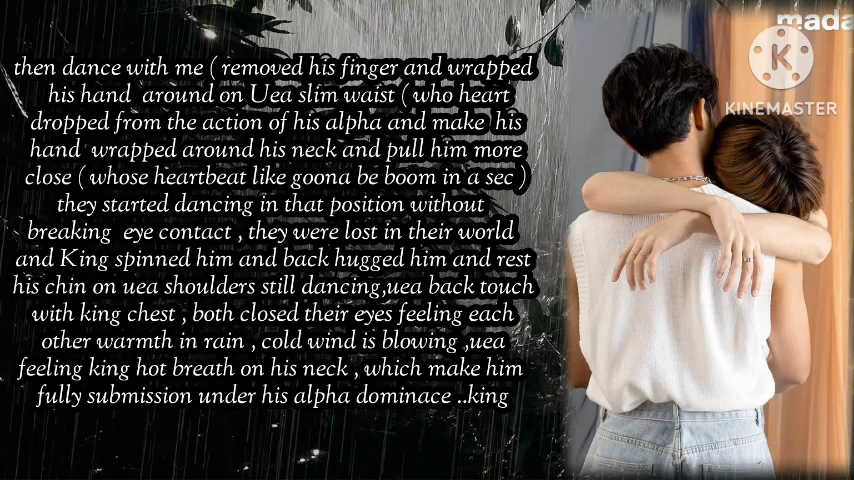 then dance with me ( removed his finger and wrapped
his hand around on Uea slim waist ( who heart
dropped from the action of his alpha and make his
hand wrapped around his neck and pull him more
close ( whose heartbeat like goona be boom in a sec )
they started dancing in that position without
breaking eye contact , they were lost in their world
and King spinned him and back hugged him and rest
his chin on uea shoulders still dancing,uea back touch
with king chest , both closed their eyes feeling each
other warmth in rain , cold wind is blowing ,uea
feeling king hot breath on his neck , which make him
fully submission under his alpha dominace ..king
mada
K
KINEMASTER